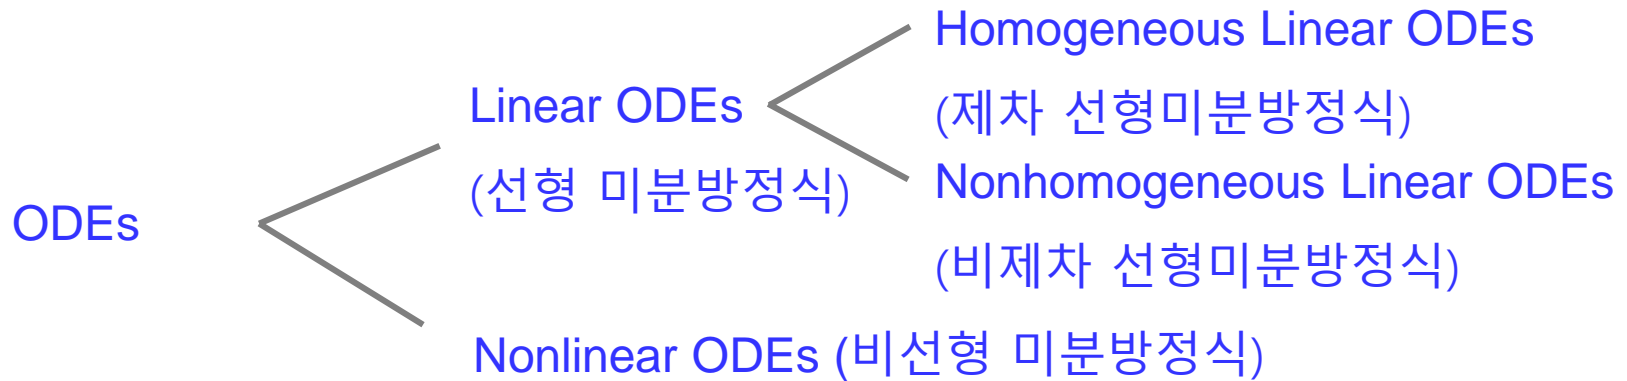 ODEs
Linear ODEs
(선형 미분방정식)
Homogeneous Linear ODEs
(제차 선형미분방정식)
Nonhomogeneous Linear ODEs
(비제차 선형미분방정식)
Nonlinear ODEs (비선형 미분방정식)